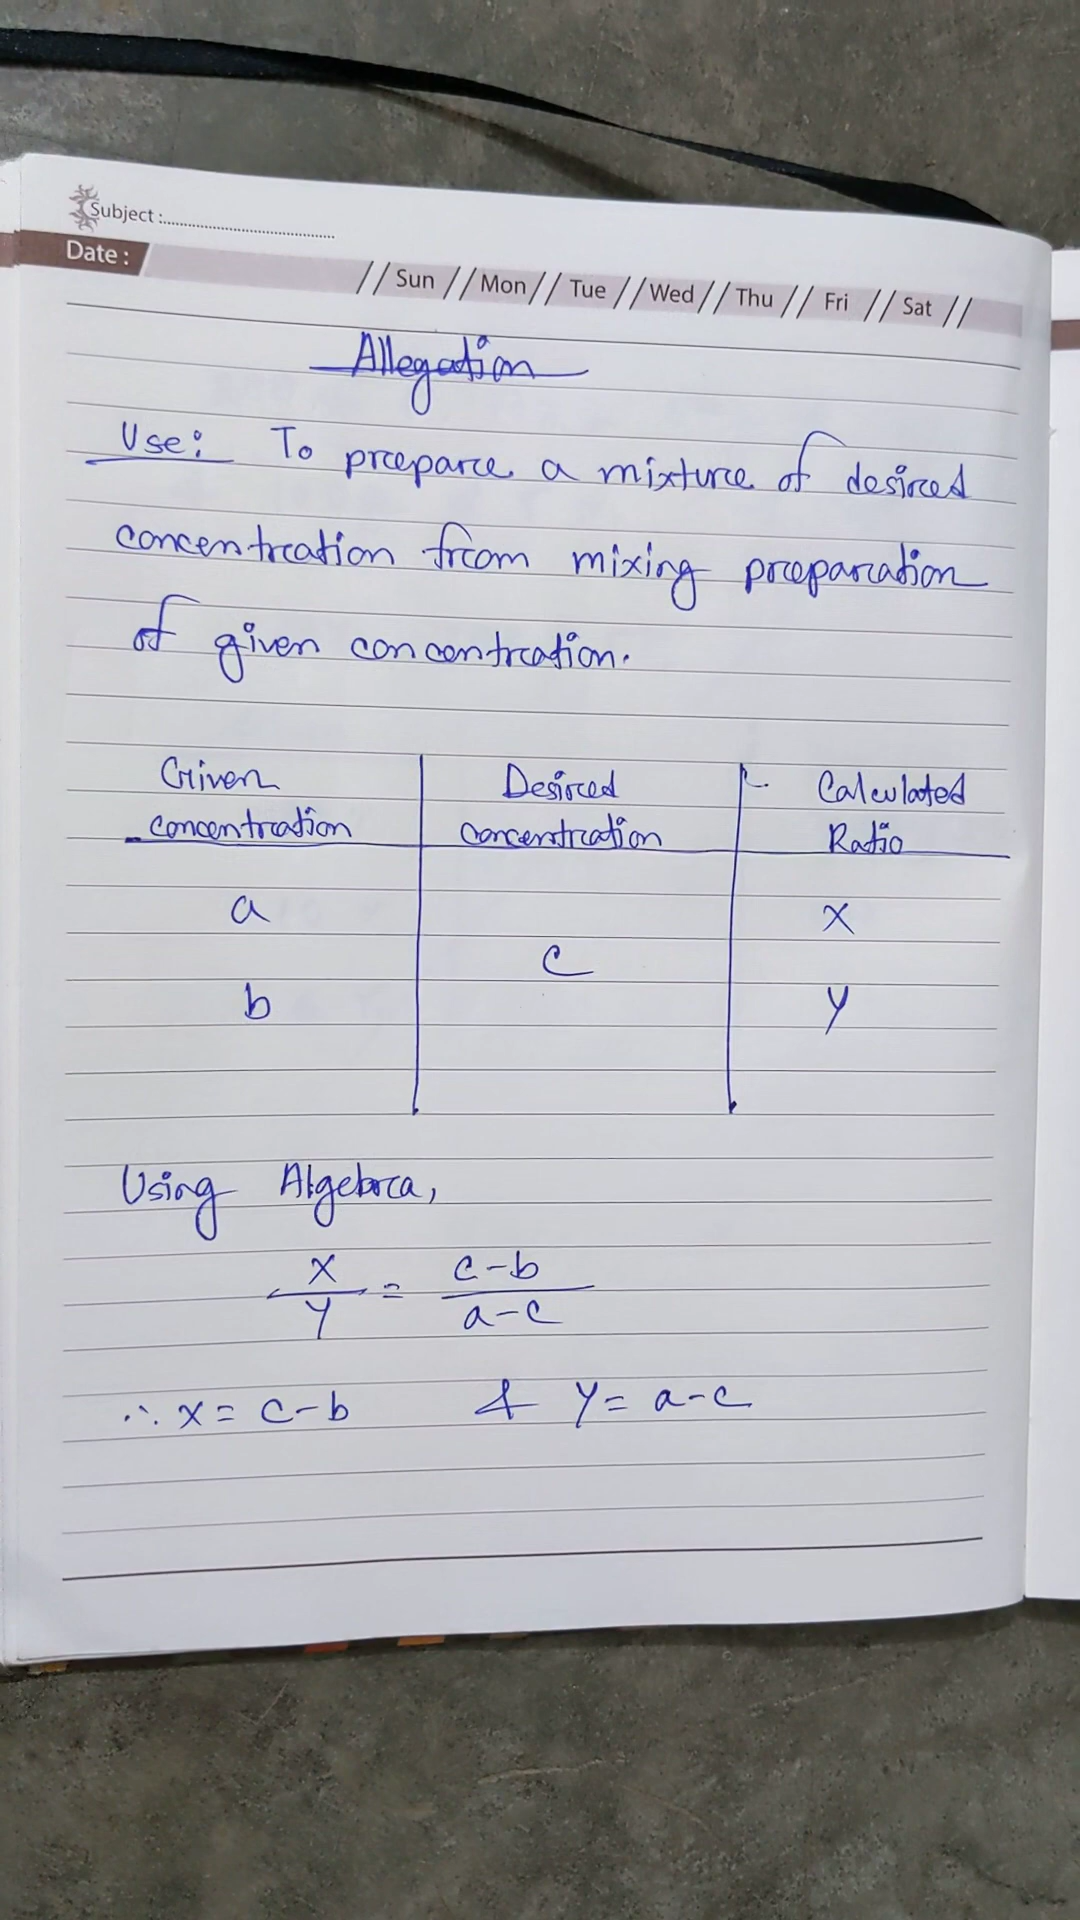 Subject :
Date :
// Sun // Mon // Tue // Wed // Thu // Fri // Sat //
Allegation
Use: To prepare a mixture of desired
concentration from mixing preparation
of given concentration.
Given Desired Calculated
concentration concentration Ratio
a x
c
b y
Using Algebra,
x/y = c-b/a-c
∴ x = c-b & y = a-c